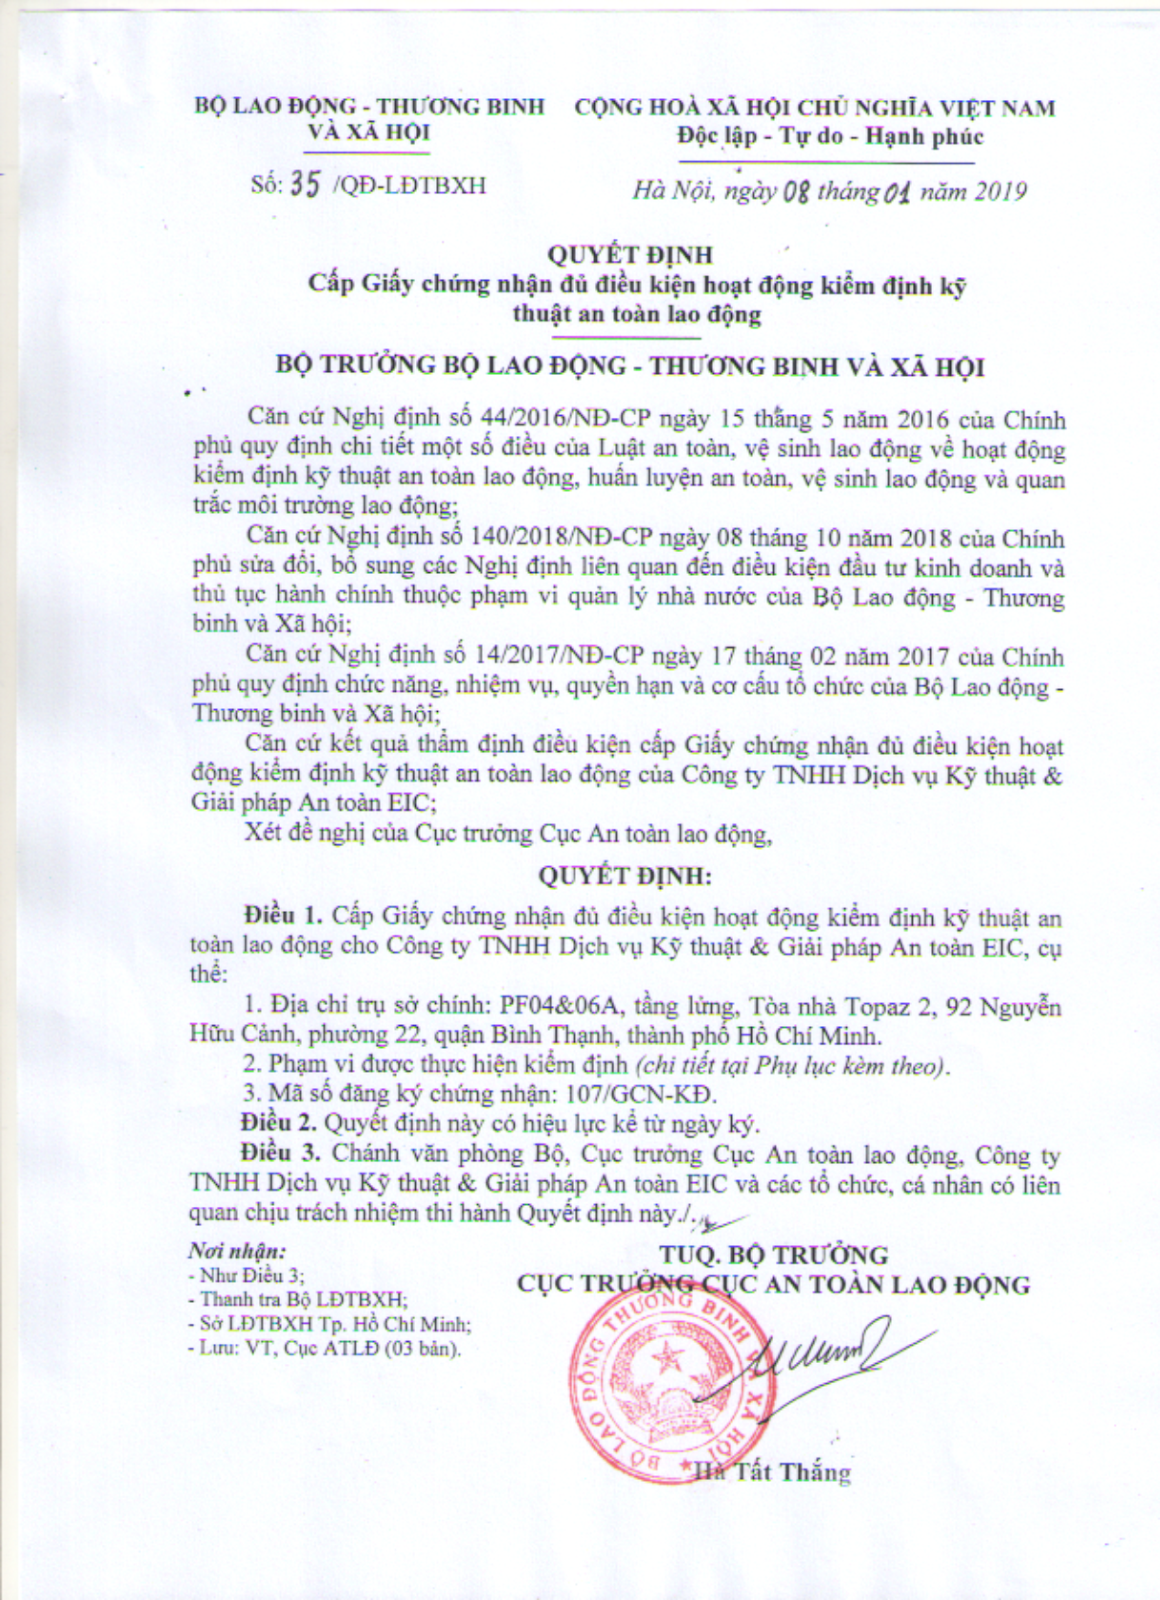 BỘ LAO ĐỘNG - THƯƠNG BINH
VÀ XÃ HỘI
CỘNG HOÀ XÃ HỘI CHỦ NGHĨA VIỆT NAM
Độc lập - Tự do - Hạnh phúc
Số: 35 /QĐ-LĐTBXH
Hà Nội, ngày 08 tháng 01 năm 2019
QUYẾT ĐỊNH
Cấp Giấy chứng nhận đủ điều kiện hoạt động kiểm định kỹ
thuật an toàn lao động
BỘ TRƯỞNG BỘ LAO ĐỘNG - THƯƠNG BINH VÀ XÃ HỘI
Căn cứ Nghị định số 44/2016/NĐ-CP ngày 15 tháng 5 năm 2016 của Chính
phủ quy định chi tiết một số điều của Luật an toàn, vệ sinh lao động về hoạt động
kiểm định kỹ thuật an toàn lao động, huấn luyện an toàn, vệ sinh lao động và quan
trắc môi trường lao động;
Căn cứ Nghị định số 140/2018/NĐ-CP ngày 08 tháng 10 năm 2018 của Chính
phủ sửa đổi, bổ sung các Nghị định liên quan đến điều kiện đầu tư kinh doanh và
thủ tục hành chính thuộc phạm vi quản lý nhà nước của Bộ Lao động - Thương
binh và Xã hội;
Căn cứ Nghị định số 14/2017/NĐ-CP ngày 17 tháng 02 năm 2017 của Chính
phủ quy định chức năng, nhiệm vụ, quyền hạn và cơ cấu tổ chức của Bộ Lao động -
Thương binh và Xã hội;
Căn cứ kết quả thẩm định điều kiện cấp Giấy chứng nhận đủ điều kiện hoạt
động kiểm định kỹ thuật an toàn lao động của Công ty TNHH Dịch vụ Kỹ thuật &
Giải pháp An toàn EIC;
Xét đề nghị của Cục trưởng Cục An toàn lao động,
QUYẾT ĐỊNH:
Điều 1. Cấp Giấy chứng nhận đủ điều kiện hoạt động kiểm định kỹ thuật an
toàn lao động cho Công ty TNHH Dịch vụ Kỹ thuật & Giải pháp An toàn EIC, cụ
thể:
1. Địa chỉ trụ sở chính: PF04&06A, tầng lửng, Tòa nhà Topaz 2, 92 Nguyễn
Hữu Cảnh, phường 22, quận Bình Thạnh, thành phố Hồ Chí Minh.
2. Phạm vi được thực hiện kiểm định (chi tiết tại Phụ lục kèm theo).
3. Mã số đăng ký chứng nhận: 107/GCN-KĐ.
Điều 2. Quyết định này có hiệu lực kể từ ngày ký.
Điều 3. Chánh văn phòng Bộ, Cục trưởng Cục An toàn lao động, Công ty
TNHH Dịch vụ Kỹ thuật & Giải pháp An toàn EIC và các tổ chức, cá nhân có liên
quan chịu trách nhiệm thi hành Quyết định này./.
Nơi nhận:
- Như Điều 3;
- Thanh tra Bộ LĐTBXH;
- Sở LĐTBXH Tp. Hồ Chí Minh;
- Lưu: VT, Cục ATLĐ (03 bản).
TUQ. BỘ TRƯỞNG
CỤC TRƯỞNG CỤC AN TOÀN LAO ĐỘNG
BỘ LAO ĐỘNG THƯƠNG BINH VÀ XÃ HỘI
Hà Tất Thắng